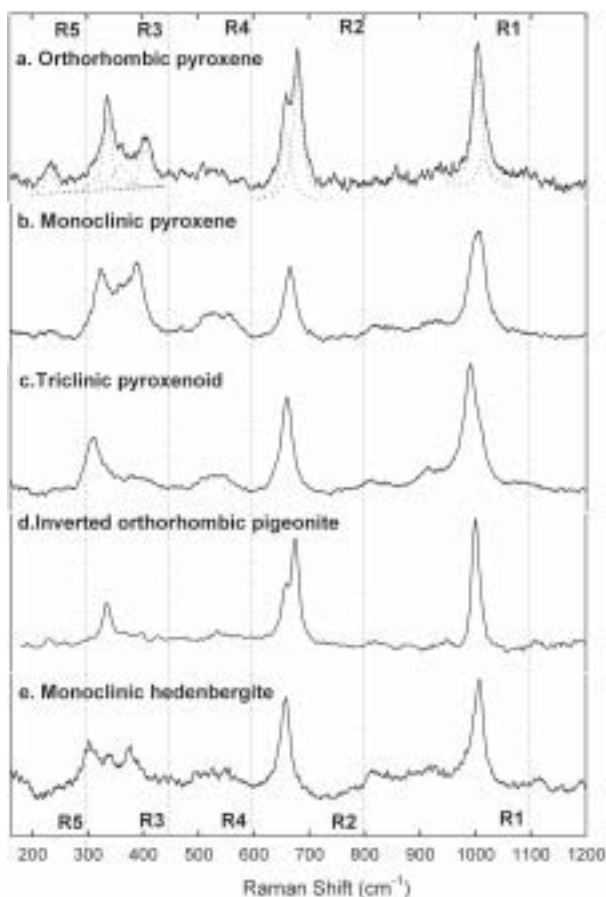 R5 R3 R4 R2 R1
a. Orthorhombic pyroxene
b. Monoclinic pyroxene
c.Triclinic pyroxenoid
d.Inverted orthorhombic pigeonite
e. Monoclinic hedenbergite
R5 R3 R4 R2 R1
200 300 400 500 600 700 800 900 1000 1100 1200
Raman Shift (cm⁻¹)